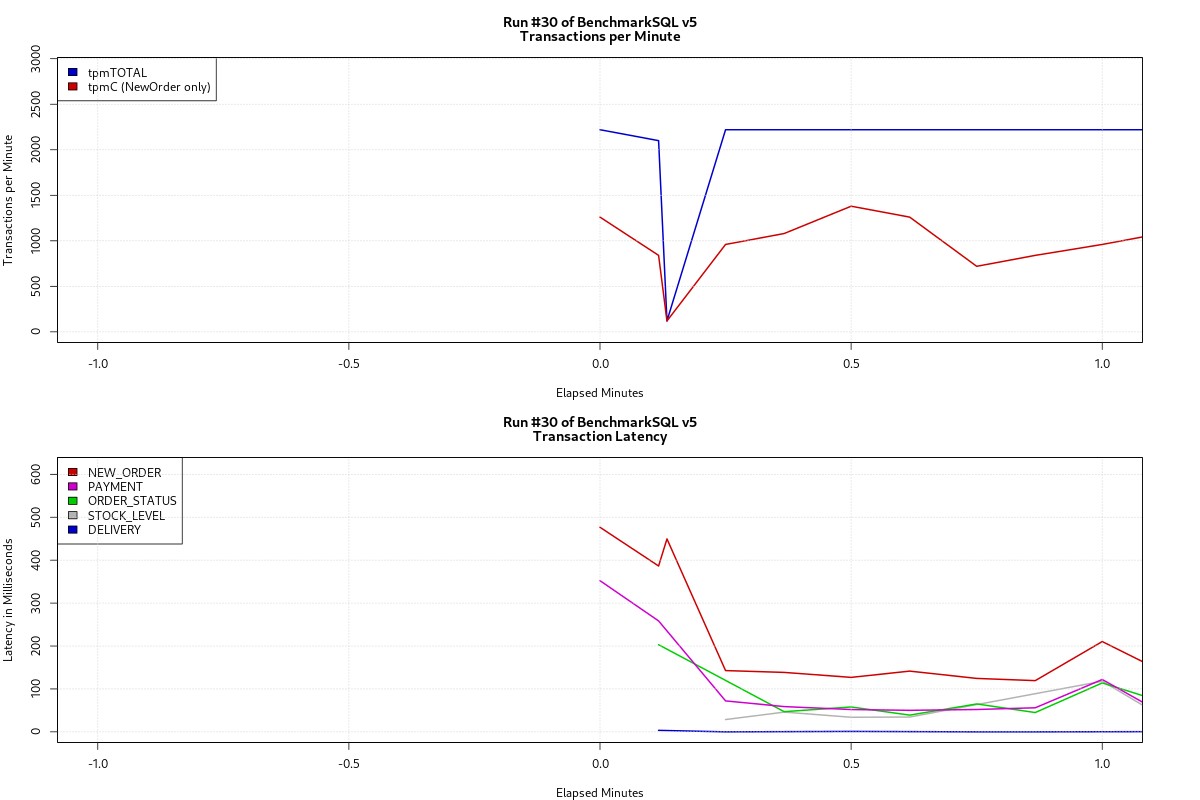 Run #30 of BenchmarkSQL v5
Transactions per Minute
tpmTOTAL
tpmC (NewOrder only)
Transactions per Minute
3000
2500
2000
1500
1000
500
0
-1.0 -0.5 0.0 0.5 1.0
Elapsed Minutes
Run #30 of BenchmarkSQL v5
Transaction Latency
NEW_ORDER
PAYMENT
ORDER_STATUS
STOCK_LEVEL
DELIVERY
Latency in Milliseconds
600
500
400
300
200
100
0
-1.0 -0.5 0.0 0.5 1.0
Elapsed Minutes